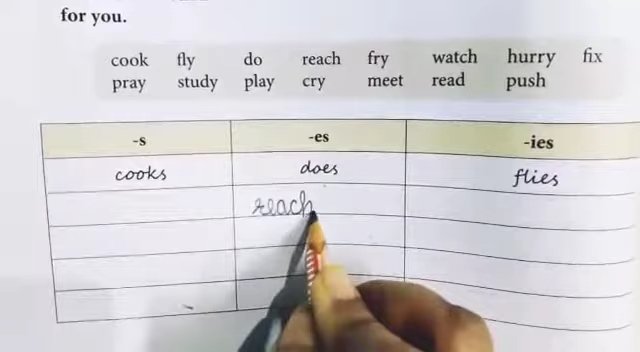 for you.
cook fly do reach fry watch hurry fix
pray study play cry meet read push
-s -es -ies
cooks does flies
reach